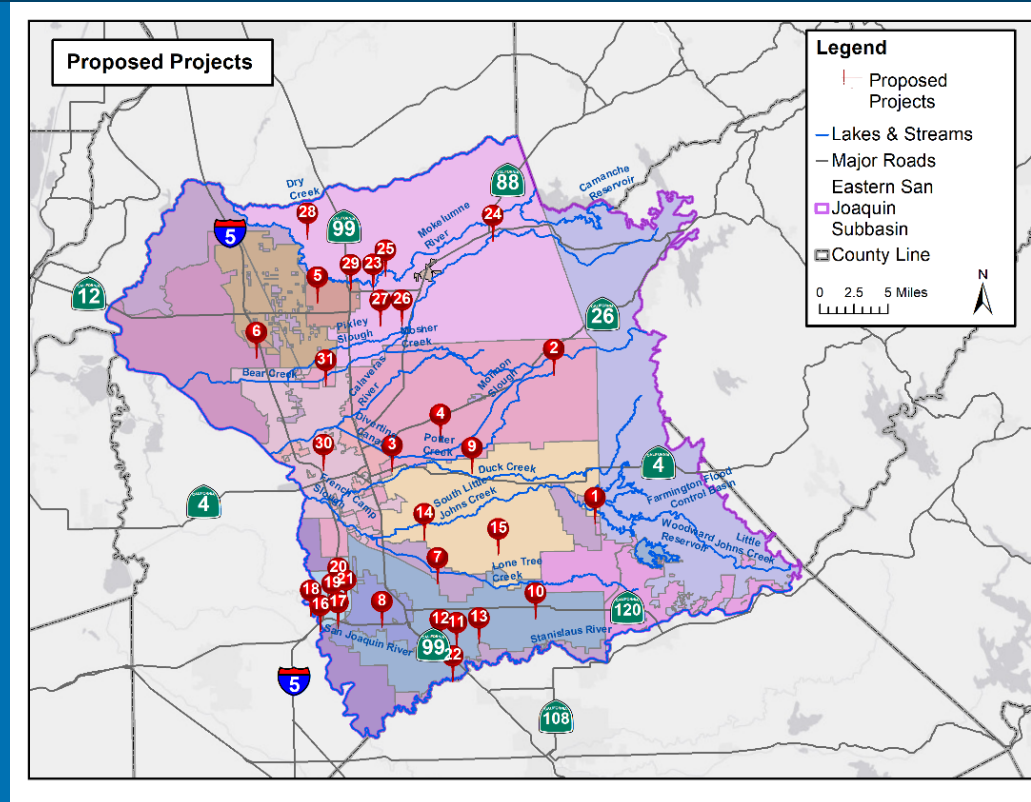 Proposed Projects
Legend
Proposed
Projects
Lakes & Streams
Major Roads
Eastern San
Joaquin
Subbasin
County Line
0 2.5 5 Miles
N
Dry
Creek
88
Camanche
Reservoir
28
24
99
5
Mokelumne
River
25
29
23
5
12
27
26
26
6
Pixley
Slough
Mosher
Creek
2
31
Bear Creek
Calaveras
River
Mormon
Slough
4
Diverting
Canal
30
3
Potter
Creek
9
Duck Creek
4
4
French Camp
Slough
South Little
Johns Creek
1
Farmington Flood
Control Basin
14
15
Woodward
Reservoir
Little
Johns Creek
7
Lone Tree
Creek
20
19
21
18
16
17
8
10
120
12
11
13
San Joaquin River
99
Stanislaus River
22
5
108